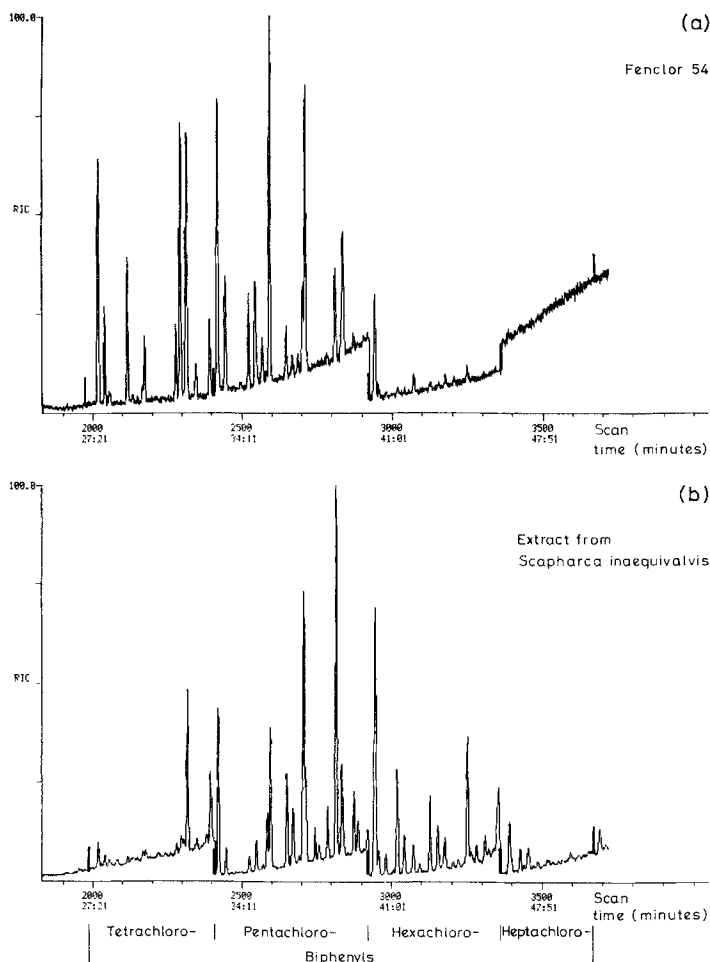 100.0
(a)
Fenclor 54
RIC
2000
27:21
2500
34:11
3000
41:01
3500
47:51
Scan
time (minutes)
100.0
(b)
Extract from
Scapharca inaequivalvis
RIC
2000
27:21
2500
34:11
3000
41:01
3500
47:51
Scan
time (minutes)
Tetrachloro- Pentachloro- Hexachloro- Heptachloro-
Biphenyls